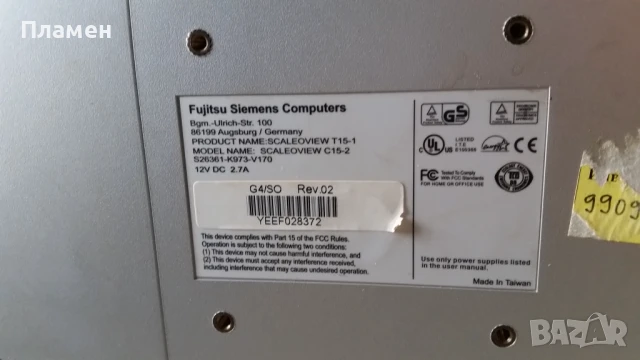 Пламен
Fujitsu Siemens Computers
Bgm.-Ulrich-Str. 100
86199 Augsburg / Germany
PRODUCT NAME:SCALEOVIEW T15-1
MODEL NAME: SCALEOVIEW C15-2
S26361-K973-V170
12V DC 2.7A
G4/SO Rev.02
YEEF028372
This device complies with Part 15 of the FCC Rules.
Operation is subject to the following two conditions:
(1) This device may not cause harmful interference, and
(2) This device must accept any interference received,
including interference that may cause undesired operation.
GS
UL
LISTED
I.T.E.
FC
Tested To Comply
With FCC Standards
FOR HOME OR OFFICE USE
9909
Use only power supplies listed
in the user manual.
Made In Taiwan
BAZAR